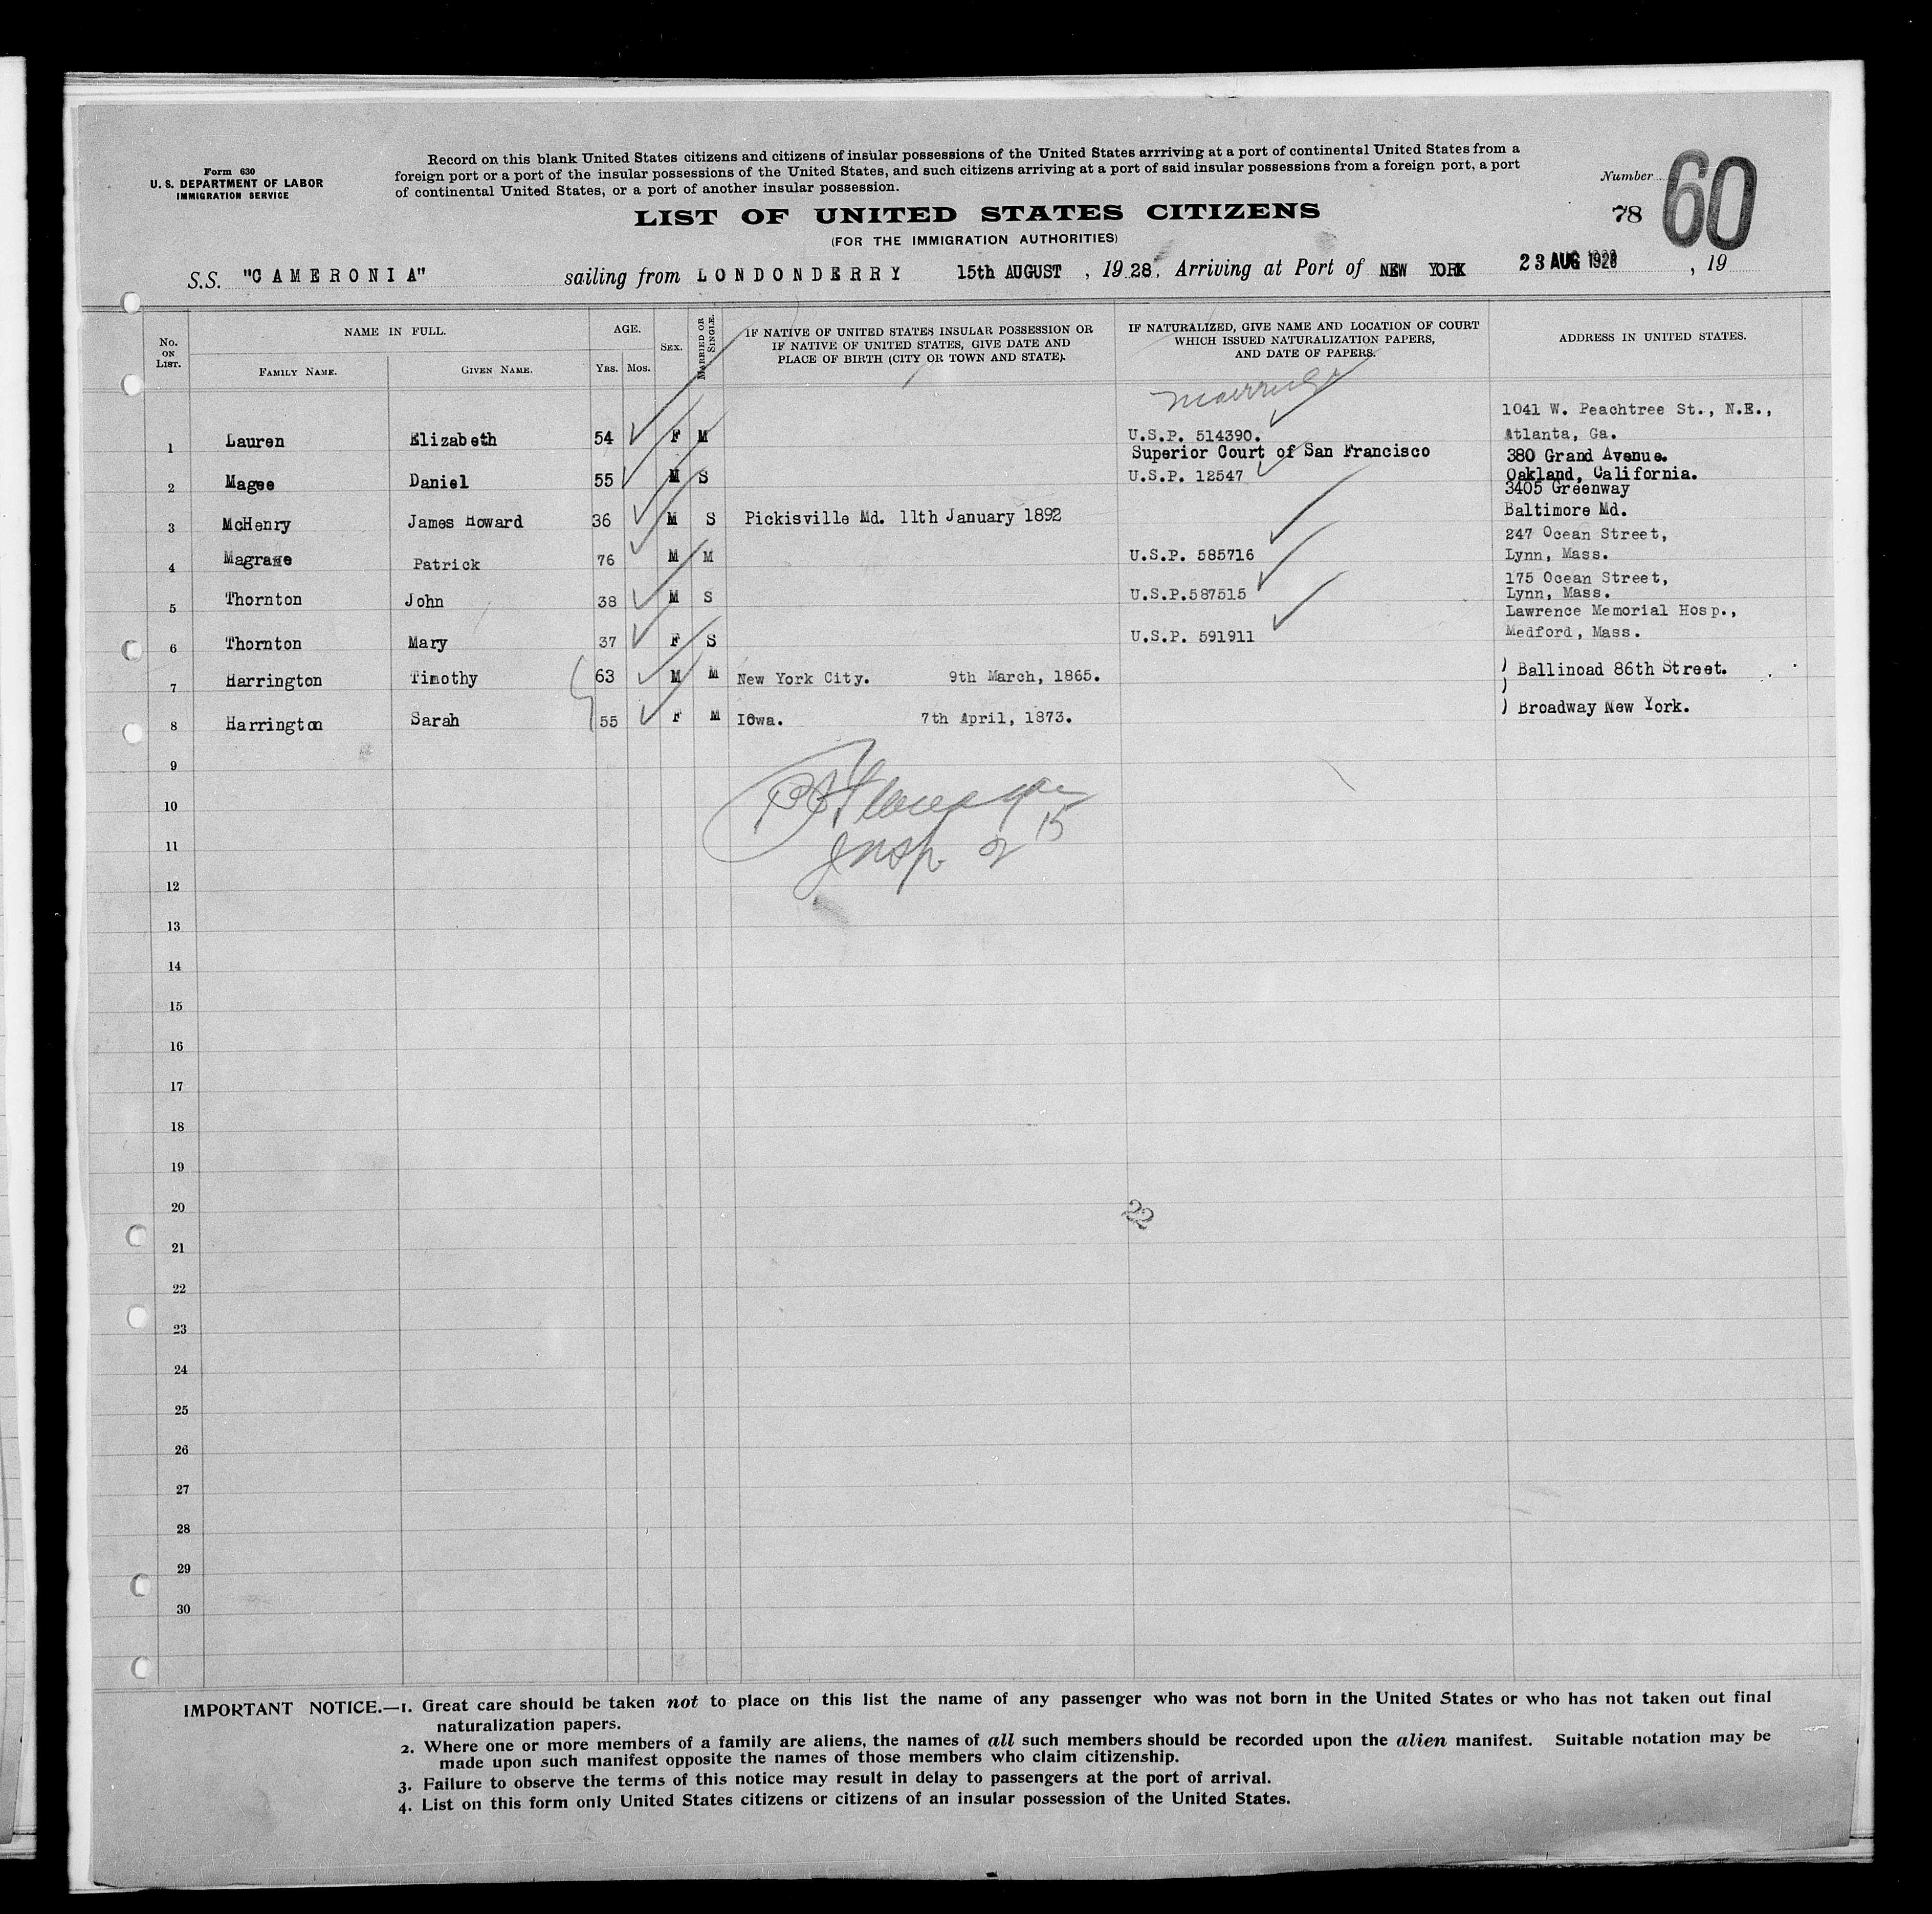 Form 630
U. S. DEPARTMENT OF LABOR
IMMIGRATION SERVICE
Record on this blank United States citizens and citizens of insular possessions of the United States arrriving at a port of continental United States from a
foreign port or a port of the insular possessions of the United States, and such citizens arriving at a port of said insular possessions from a foreign port, a port
of continental United States, or a port of another insular possession.
Number 60
78
LIST OF UNITED STATES CITIZENS
(FOR THE IMMIGRATION AUTHORITIES)
S.S. "CAMERONIA" sailing from LONDONDERRY 15th AUGUST , 19 28, Arriving at Port of NEW YORK 23 AUG 1928 , 19
No. ON LIST.
NAME IN FULL.
FAMILY NAME. GIVEN NAME.
AGE.
YRS. MOS.
SEX.
MARRIED OR SINGLE.
IF NATIVE OF UNITED STATES INSULAR POSSESSION OR
IF NATIVE OF UNITED STATES, GIVE DATE AND
PLACE OF BIRTH (CITY OR TOWN AND STATE).
IF NATURALIZED, GIVE NAME AND LOCATION OF COURT
WHICH ISSUED NATURALIZATION PAPERS,
AND DATE OF PAPERS.
ADDRESS IN UNITED STATES.
marriage
1041 W. Peachtree St., N.E.,
1 Lauren Elizabeth 54 F M U.S.P. 514390. Atlanta, Ga.
Superior Court of San Francisco 380 Grand Avenue.
2 Magee Daniel 55 M S U.S.P. 12547 Oakland, California.
3405 Greenway
3 McHenry James Howard 36 M S Pickisville Md. 11th January 1892 Baltimore Md.
247 Ocean Street,
4 Magrane Patrick 76 M M U.S.P. 585716 Lynn, Mass.
175 Ocean Street,
5 Thornton John 38 M S U.S.P.587515 Lynn, Mass.
Lawrence Memorial Hosp.,
6 Thornton Mary 37 F S U.S.P. 591911 Medford, Mass.
7 Harrington Timothy 63 M M New York City. 9th March, 1865. ) Ballinoad 86th Street.
)
8 Harrington Sarah 55 F M Iowa. 7th April, 1873. ) Broadway New York.
9
10
15
11 Insp.
12
13
14
15
16
17
18
19
20 22
21
22
23
24
25
26
27
28
29
30
IMPORTANT NOTICE.—1. Great care should be taken not to place on this list the name of any passenger who was not born in the United States or who has not taken out final
naturalization papers.
2. Where one or more members of a family are aliens, the names of all such members should be recorded upon the alien manifest. Suitable notation may be
made upon such manifest opposite the names of those members who claim citizenship.
3. Failure to observe the terms of this notice may result in delay to passengers at the port of arrival.
4. List on this form only United States citizens or citizens of an insular possession of the United States.